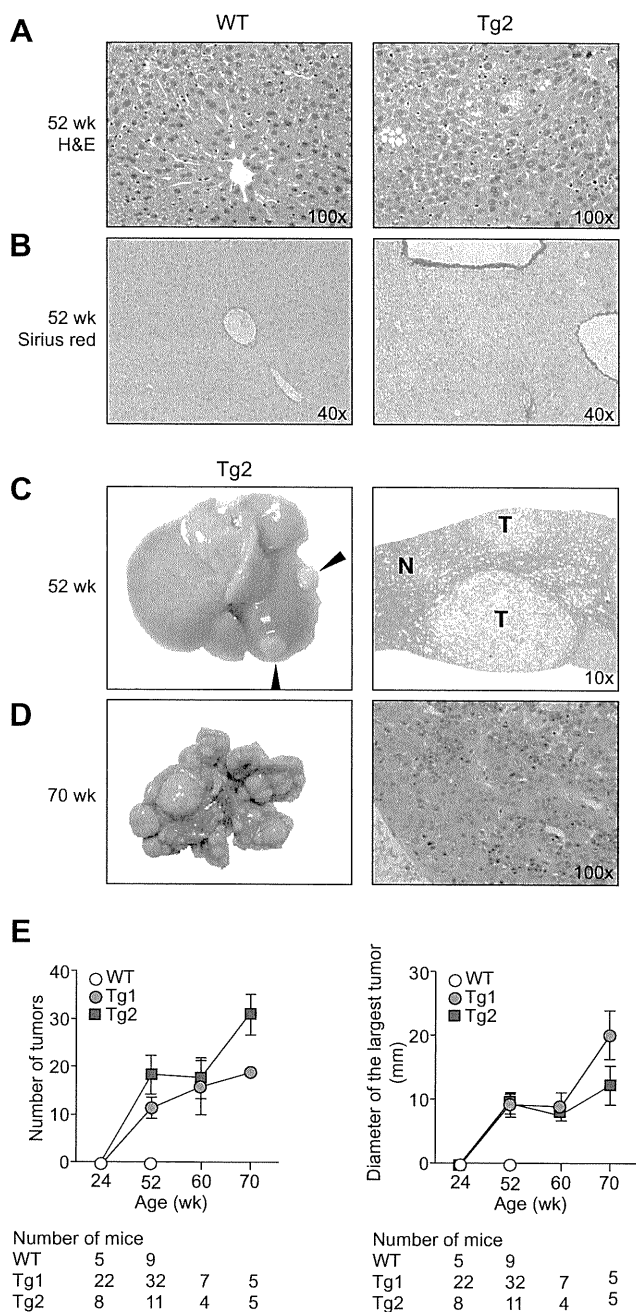 WT Tg2
A
52 wk
H&E
100x 100x
B
52 wk
Sirius red
40x 40x
Tg2
C
52 wk
T
N
T
10x
D
70 wk
100x
E
Number of tumors
40
30
20
10
0
WT
Tg1
Tg2
24 52 60 70
Age (wk)
Number of mice
WT 5 9
Tg1 22 32 7 5
Tg2 8 11 4 5
Diameter of the largest tumor
(mm)
30
20
10
0
WT
Tg1
Tg2
24 52 60 70
Age (wk)
Number of mice
WT 5 9
Tg1 22 32 7 5
Tg2 8 11 4 5